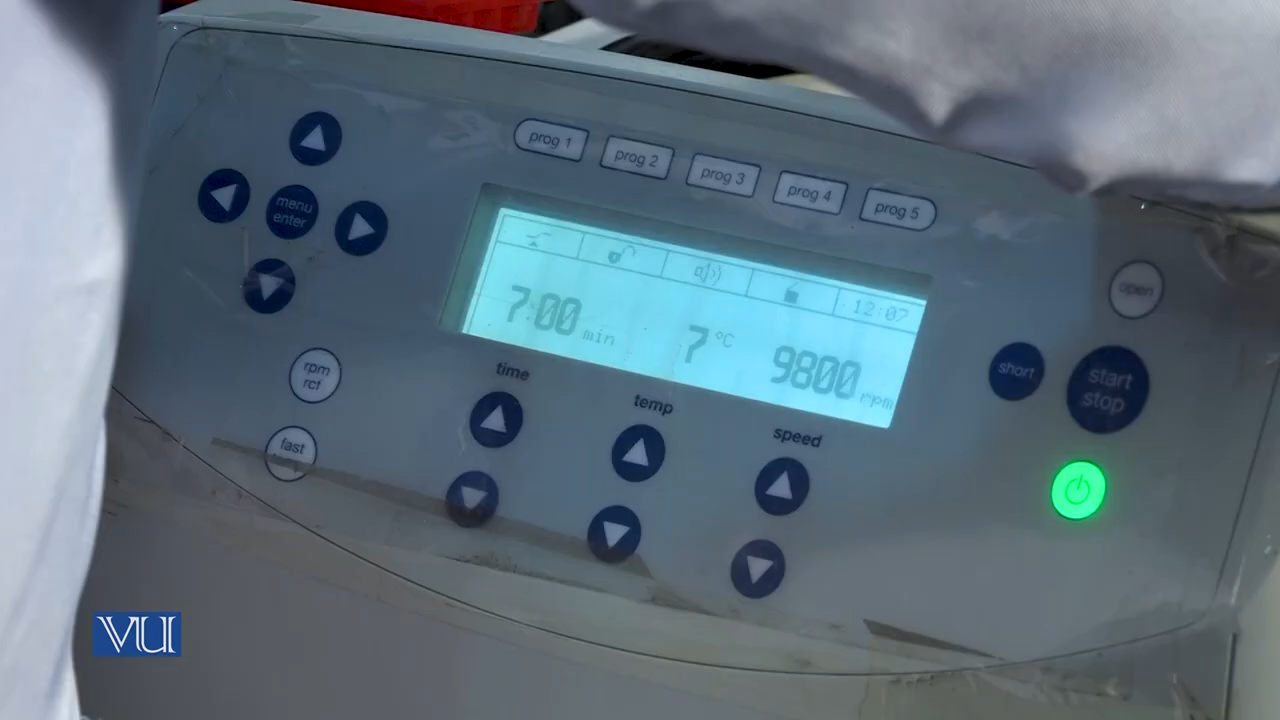 prog 1
prog 2
prog 3
prog 4
prog 5
menu
enter
12:07
7:00 min
7 °C
9800 rpm
open
short
start
stop
rpm
rcf
time
temp
speed
fast
VU